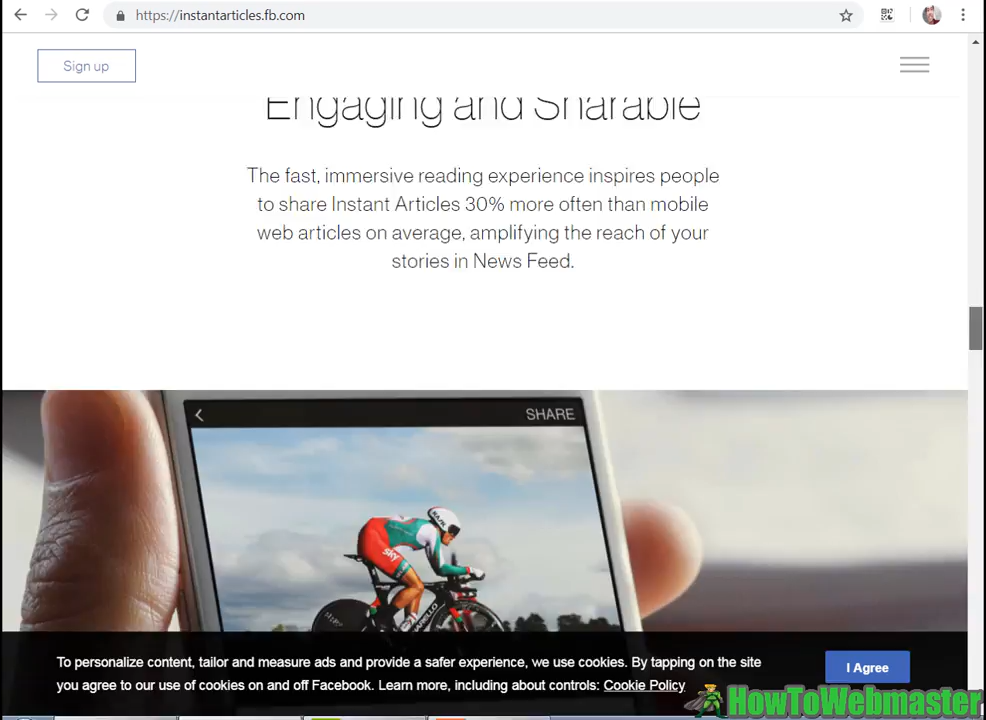 https://instantarticles.fb.com
Sign up
Engaging and Sharable
The fast, immersive reading experience inspires people
to share Instant Articles 30% more often than mobile
web articles on average, amplifying the reach of your
stories in News Feed.
SHARE
SKY
To personalize content, tailor and measure ads and provide a safer experience, we use cookies. By tapping on the site
you agree to our use of cookies on and off Facebook. Learn more, including about controls: Cookie Policy
I Agree
HowToWebmaster